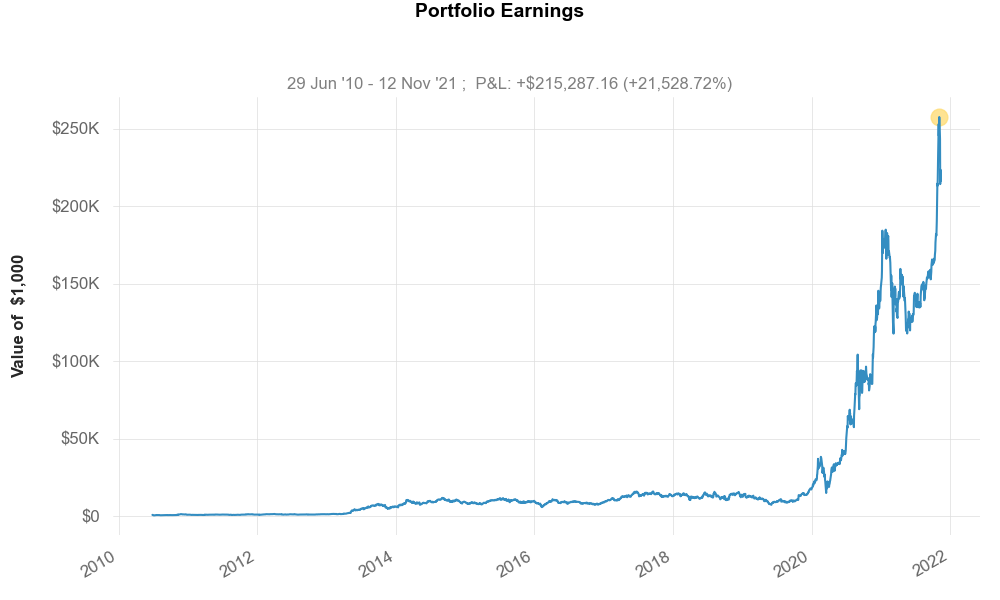 Portfolio Earnings
29 Jun '10 - 12 Nov '21 ;  P&L: +$215,287.16 (+21,528.72%)
Value of  $1,000
$250K
$200K
$150K
$100K
$50K
$0
2010
2012
2014
2016
2018
2020
2022